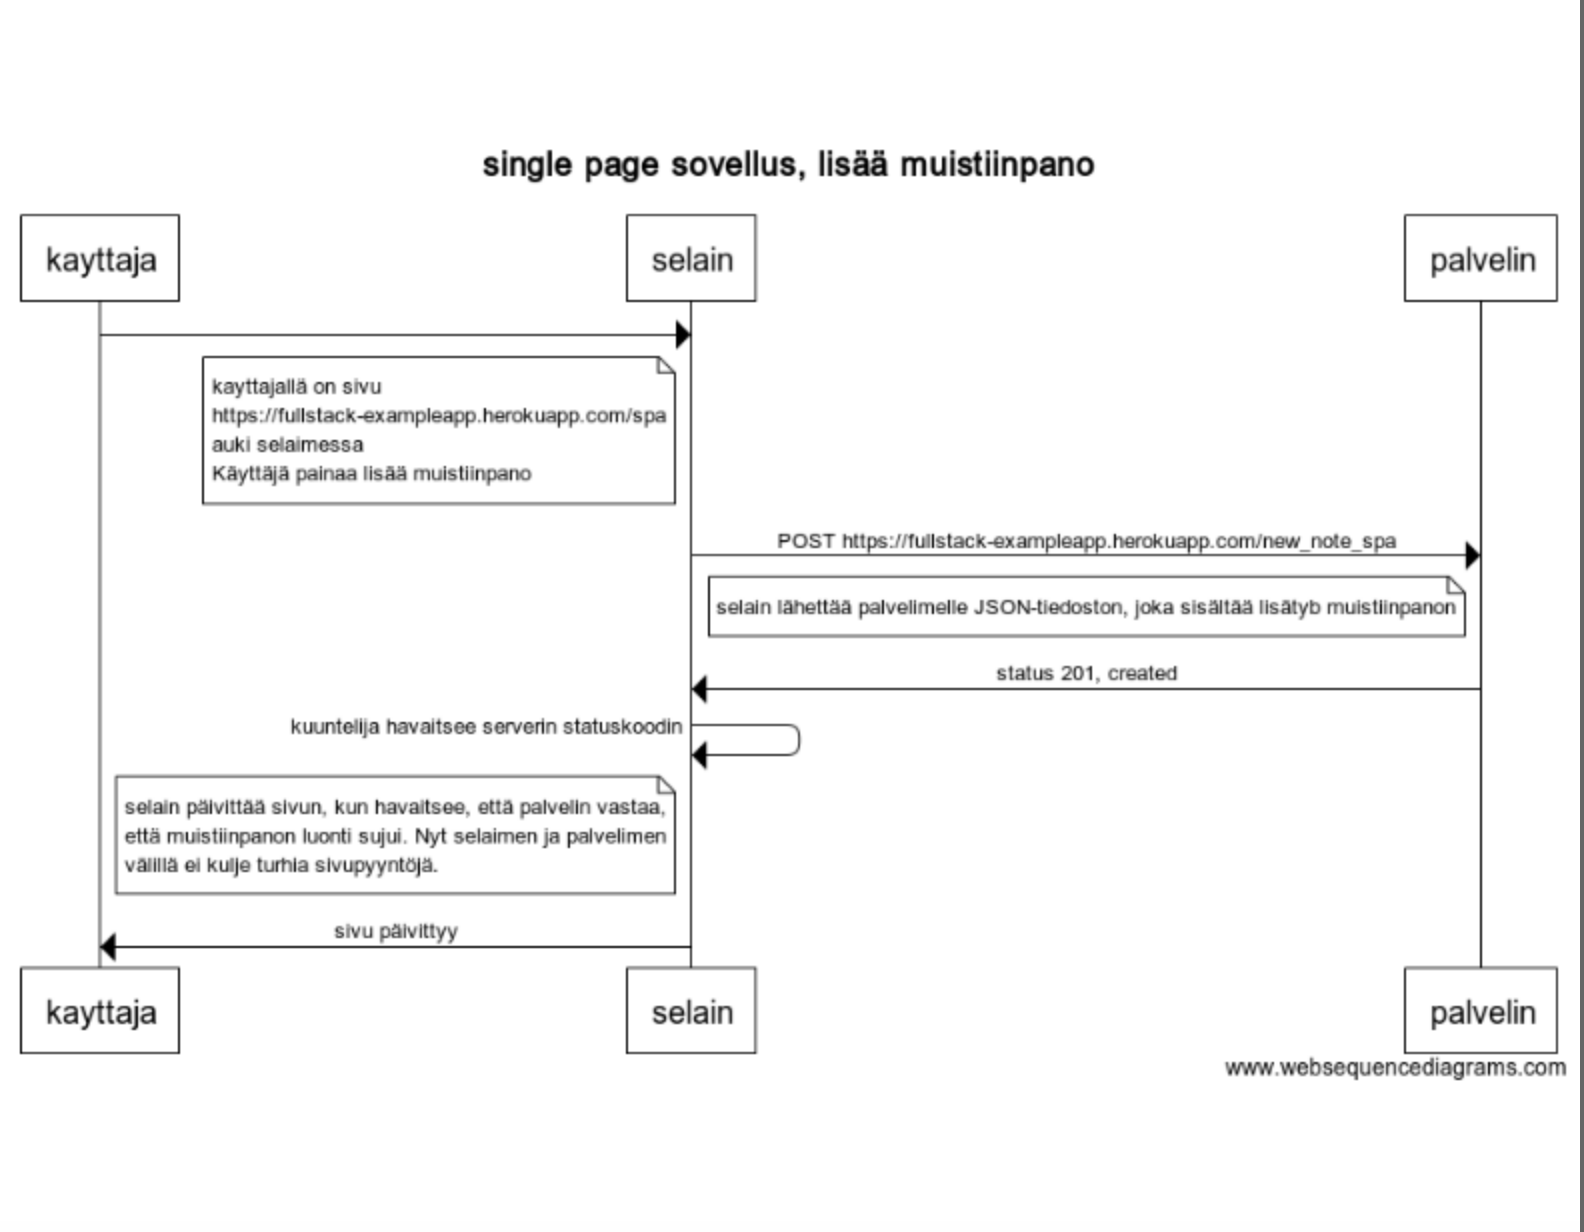 single page sovellus, lisää muistiinpano
kayttaja
selain
palvelin
kayttajallä on sivu
https://fullstack-exampleapp.herokuapp.com/spa
auki selaimessa
Käyttäjä painaa lisää muistiinpano
POST https://fullstack-exampleapp.herokuapp.com/new_note_spa
selain lähettää palvelimelle JSON-tiedoston, joka sisältää lisätyb muistiinpanon
status 201, created
kuuntelija havaitsee serverin statuskoodin
selain päivittää sivun, kun havaitsee, että palvelin vastaa,
että muistiinpanon luonti sujui. Nyt selaimen ja palvelimen
välillä ei kulje turhia sivupyyntöjä.
sivu päivittyy
kayttaja
selain
palvelin
www.websequencediagrams.com